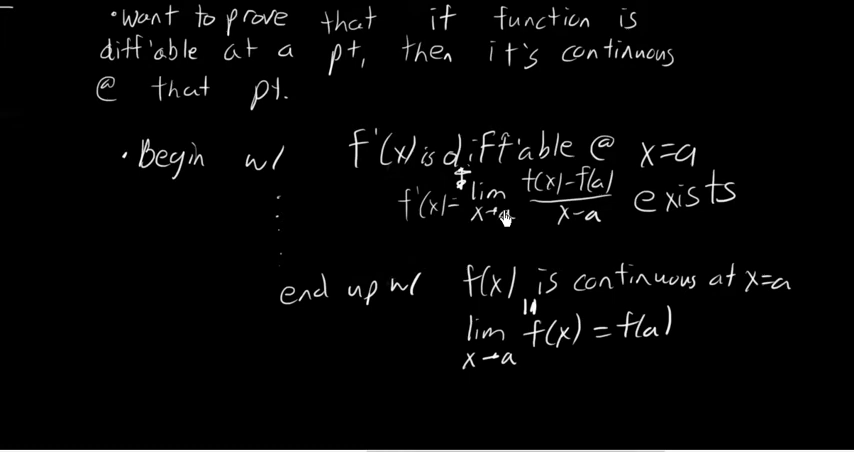 • want to prove that if function is
diff'able at a pt, then it's continuous
@ that pt.
• Begin w/ f'(x) is diff'able @ x=a
f'(x)= lim x→a (f(x)-f(a))/(x-a) exists
end up w/ f(x) is continuous at x=a
lim x→a f(x) = f(a)